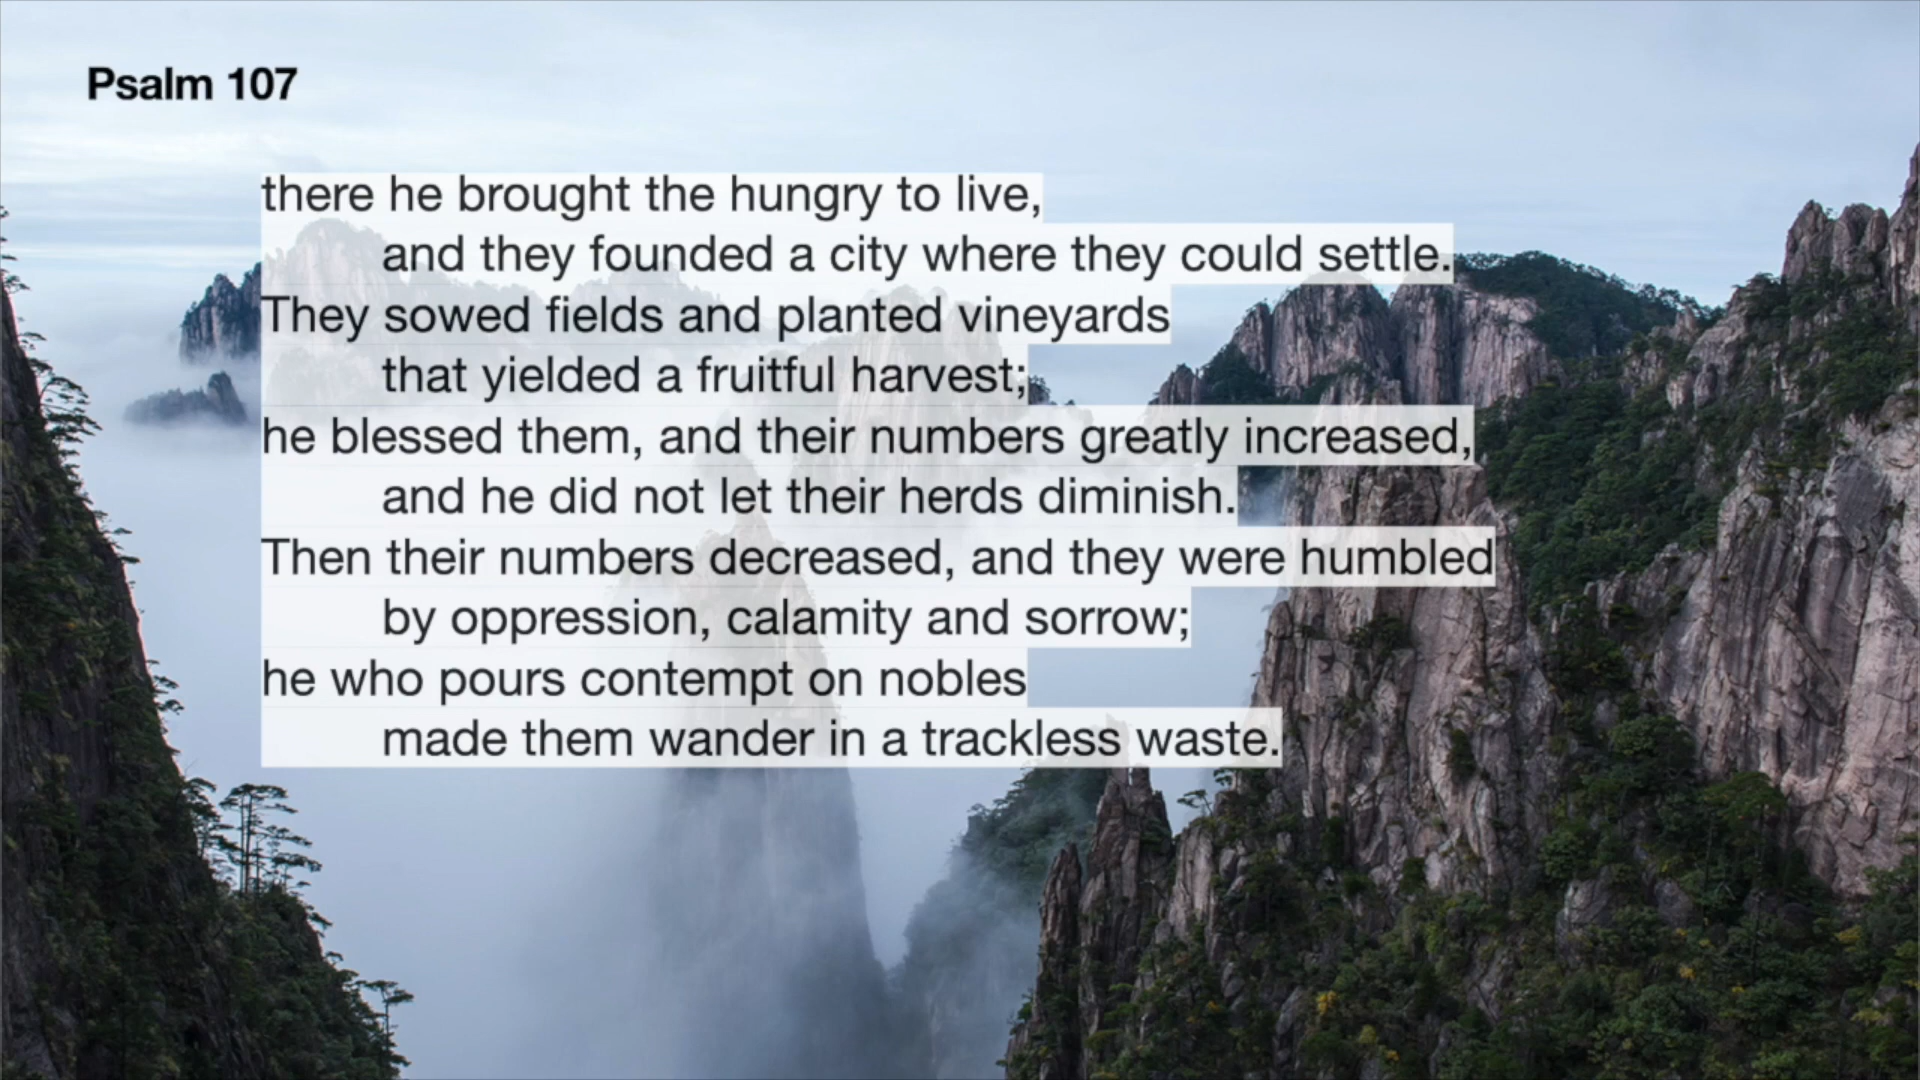 Psalm 107
there he brought the hungry to live,
and they founded a city where they could settle.
They sowed fields and planted vineyards
that yielded a fruitful harvest;
he blessed them, and their numbers greatly increased,
and he did not let their herds diminish.
Then their numbers decreased, and they were humbled
by oppression, calamity and sorrow;
he who pours contempt on nobles
made them wander in a trackless waste.